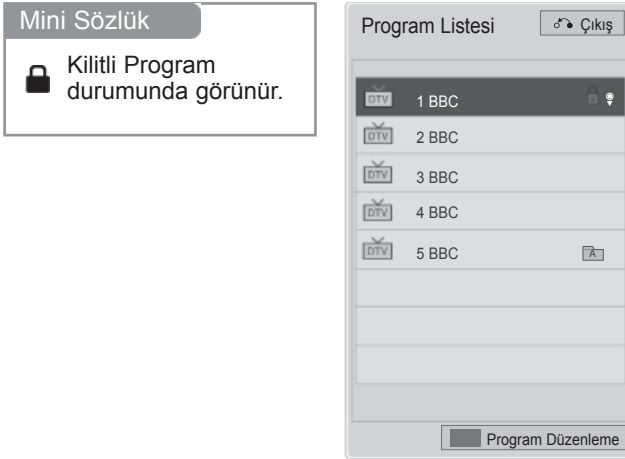 Mini Sözlük
Kilitli Program
durumunda görünür.
Program Listesi
Çıkış
DTV 1 BBC
DTV 2 BBC
DTV 3 BBC
DTV 4 BBC
DTV 5 BBC A
Program Düzenleme